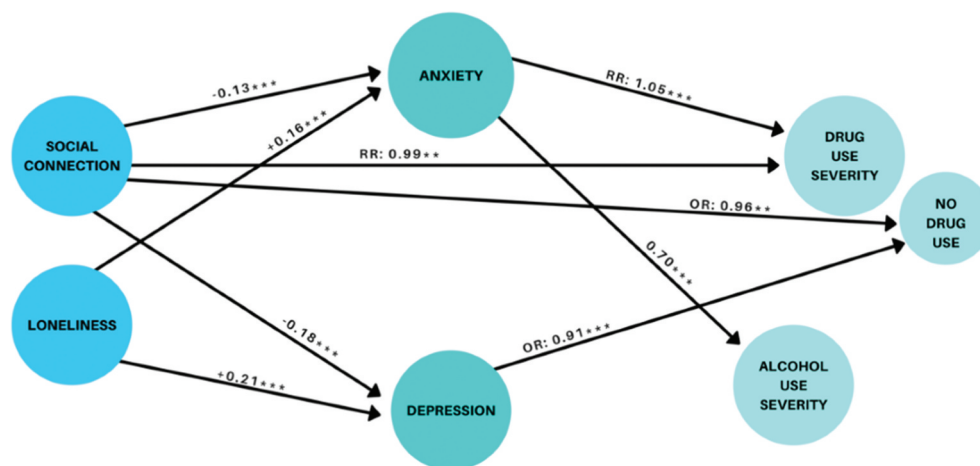 ANXIETY
-0.13***
+0.16***
RR: 1.05***
SOCIAL
CONNECTION
RR: 0.99**
DRUG
USE
SEVERITY
OR: 0.96**
NO
DRUG
USE
0.70***
LONELINESS
-0.18***
+0.21***
OR: 0.91***
DEPRESSION
ALCOHOL
USE
SEVERITY